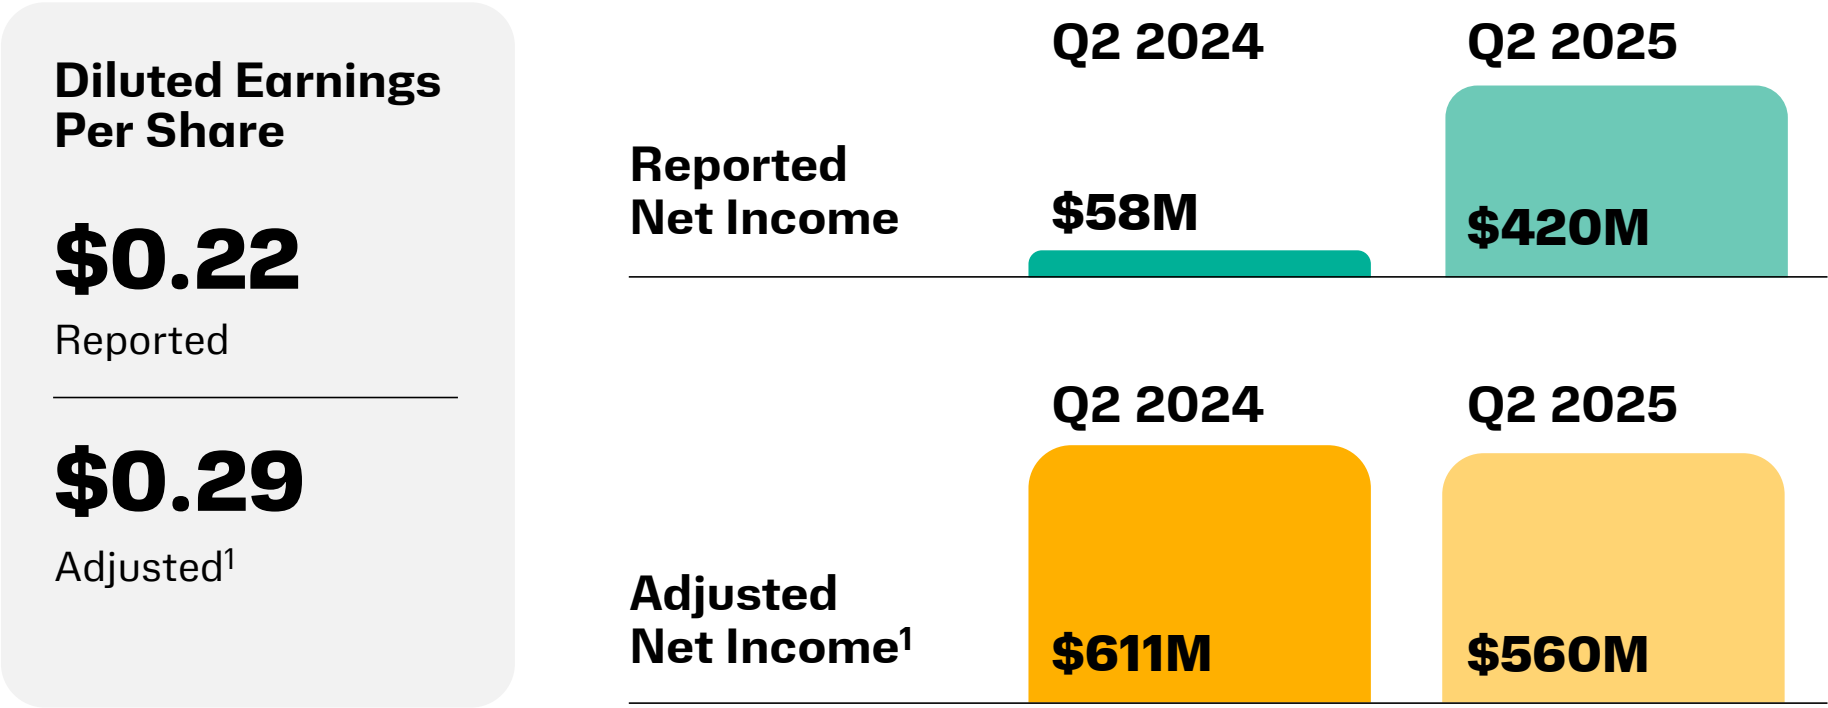 Diluted Earnings
Per Share
$0.22
Reported
$0.29
Adjusted¹
Q2 2024
Q2 2025
Reported
Net Income
$58M
$420M
Q2 2024
Q2 2025
Adjusted
Net Income¹
$611M
$560M